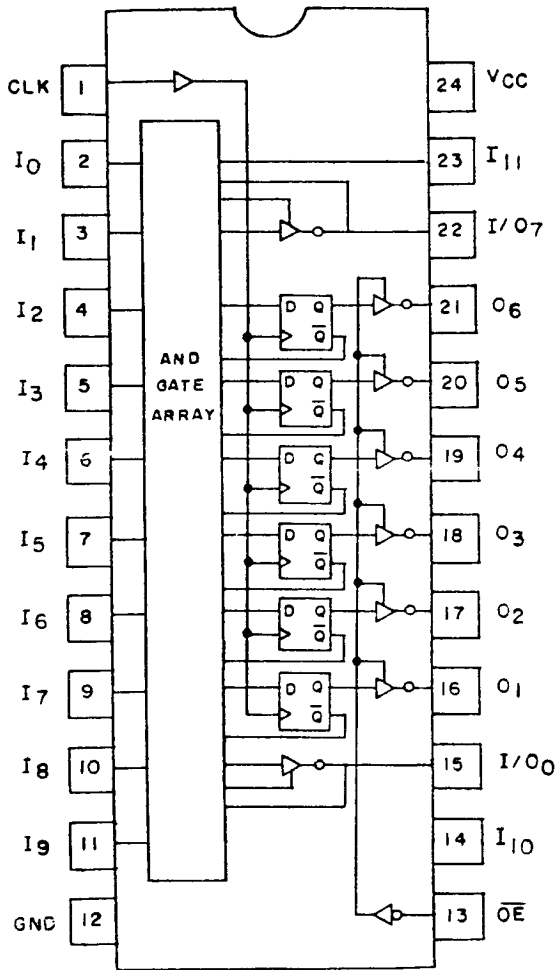 CLK 1
24 VCC
I0 2
23 I11
I1 3
22 I/O7
I2 4
D Q
Q̅
21 O6
I3 5
AND
GATE
ARRAY
D Q
Q̅
20 O5
I4 6
D Q
Q̅
19 O4
I5 7
D Q
Q̅
18 O3
I6 8
D Q
Q̅
17 O2
I7 9
D Q
Q̅
16 O1
I8 10
15 I/O0
I9 11
14 I10
GND 12
13 O̅E̅